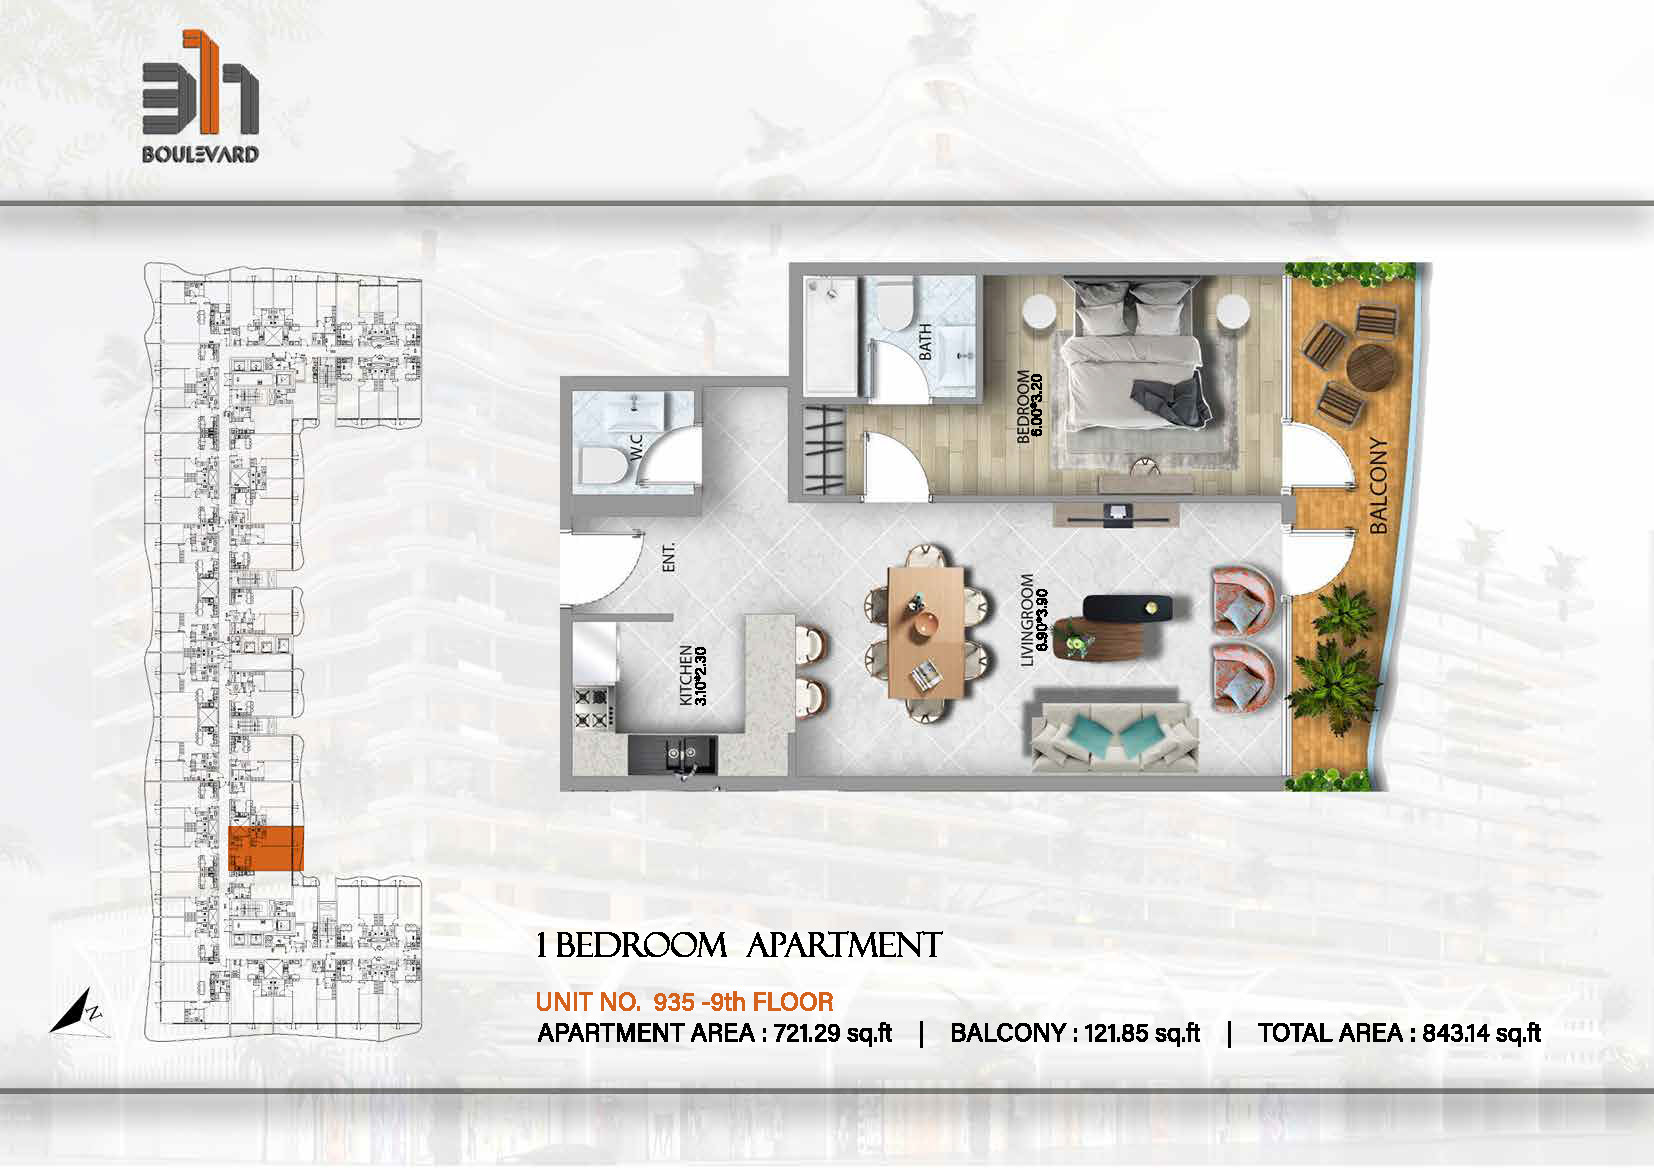 311
BOULEVARD
BATH
BEDROOM
6.00*3.20
W.C
BALCONY
ENT.
LIVINGROOM
6.90*3.90
KITCHEN
3.10*2.30
N
1 BEDROOM APARTMENT
UNIT NO. 935 -9th FLOOR
APARTMENT AREA : 721.29 sq.ft | BALCONY : 121.85 sq.ft | TOTAL AREA : 843.14 sq.ft